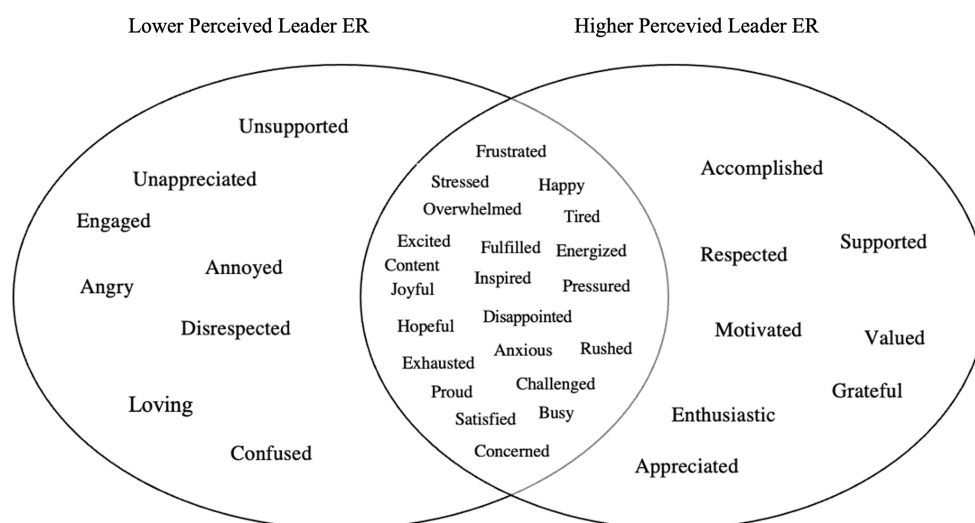 Lower Perceived Leader ER
Higher Percevied Leader ER
Unsupported
Unappreciated
Engaged
Annoyed
Angry
Disrespected
Loving
Confused
Frustrated
Stressed
Happy
Overwhelmed
Tired
Excited
Fulfilled
Energized
Content
Inspired
Joyful
Pressured
Hopeful
Disappointed
Anxious
Rushed
Exhausted
Proud
Challenged
Satisfied
Busy
Concerned
Accomplished
Supported
Respected
Motivated
Valued
Grateful
Enthusiastic
Appreciated